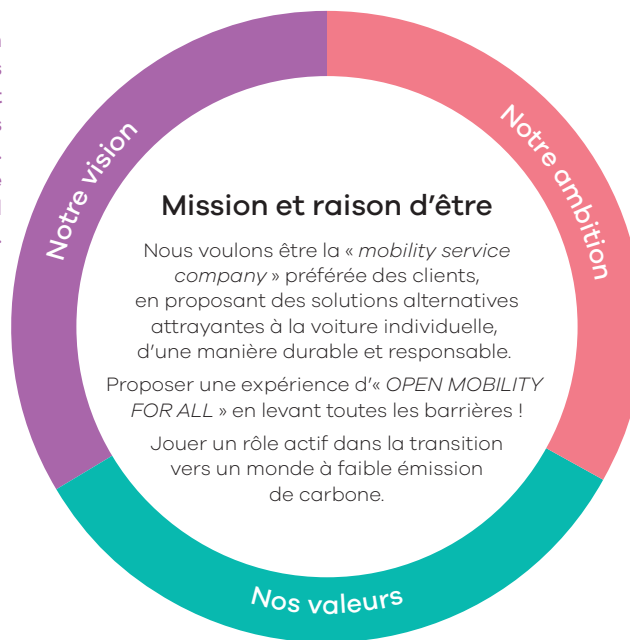 Notre vision
Notre ambition
Mission et raison d’être
Nous voulons être la « mobility service
company » préférée des clients,
en proposant des solutions alternatives
attrayantes à la voiture individuelle,
d’une manière durable et responsable.
Proposer une expérience d’« OPEN MOBILITY
FOR ALL » en levant toutes les barrières !
Jouer un rôle actif dans la transition
vers un monde à faible émission
de carbone.
Nos valeurs